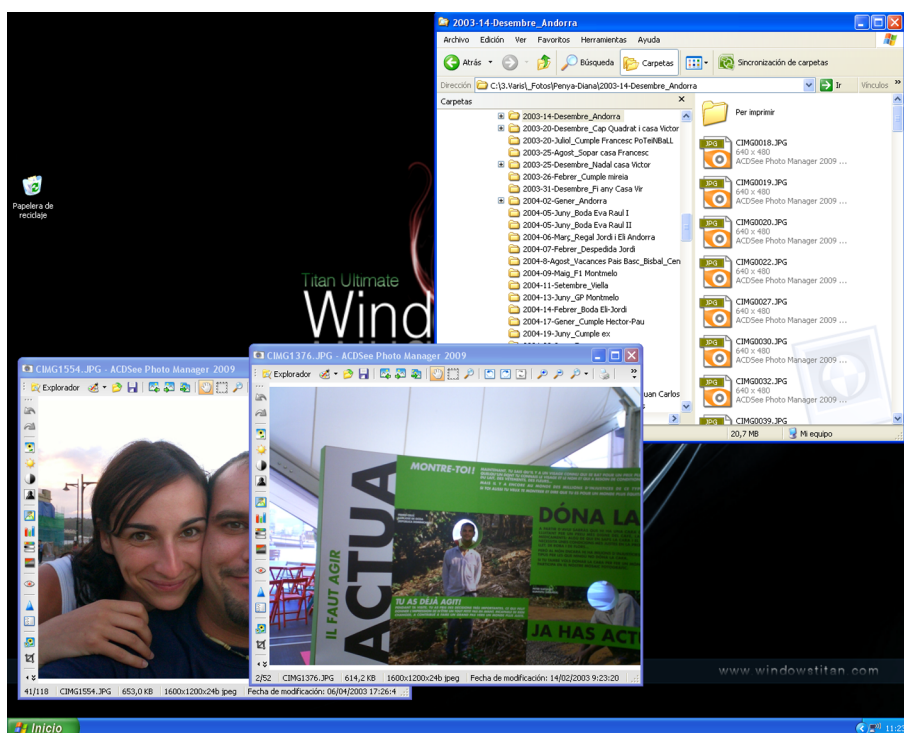 2003-14-Desembre_Andorra
Archivo Edición Ver Favoritos Herramientas Ayuda
Atrás Búsqueda Carpetas Sincronización de carpetas
Dirección C:\3.Varis\_Fotos\Penya-Diana\2003-14-Desembre_Andorra Ir Vínculos »
Carpetas
2003-14-Desembre_Andorra
2003-20-Desembre_Cap Quadrat i casa Victor
2003-20-Juliol_Cumple Francesc PoTeiNBaLL
2003-25-Agost_Sopar casa Francesc
2003-25-Desembre_Nadal casa Victor
2003-26-Febrer_Cumple mireia
2003-31-Desembre_Fi any Casa Vir
2004-02-Gener_Andorra
2004-05-Juny_Boda Eva Raul I
2004-05-Juny_Boda Eva Raul II
2004-06-Març_Regal Jordi i Eli Andorra
2004-07-Febrer_Despedida Jordi
2004-8-Agost_Vacances Pais Basc_Bisbal_Cen
2004-09-Maig_F1 Montmelo
2004-11-Setembre_Viella
2004-13-Juny_GP Montmelo
2004-14-Febrer_Boda Eli-Jordi
2004-17-Gener_Cumple Hector-Pau
2004-19-Juny_Cumple ex
uan Carlos
Per imprimir
JPG CIMG0018.JPG
640 x 480
ACDSee Photo Manager 2009 ...
JPG CIMG0019.JPG
640 x 480
ACDSee Photo Manager 2009 ...
JPG CIMG0020.JPG
640 x 480
ACDSee Photo Manager 2009 ...
JPG CIMG0022.JPG
640 x 480
ACDSee Photo Manager 2009 ...
JPG CIMG0027.JPG
640 x 480
ACDSee Photo Manager 2009 ...
JPG CIMG0030.JPG
640 x 480
ACDSee Photo Manager 2009 ...
JPG CIMG0032.JPG
640 x 480
ACDSee Photo Manager 2009 ...
JPG CIMG0039.JPG
20,7 MB Mi equipo
Papelera de
reciclaje
Titan Ultimate
Wind
CIMG1554.JPG - ACDSee Photo Manager 2009
Explorador
41/118 CIMG1554.JPG 653,0 KB 1600x1200x24b jpeg Fecha de modificación: 06/04/2003 17:26:4
CIMG1376.JPG - ACDSee Photo Manager 2009
Explorador »
MONTRE-TOI!
IL FAUT AGIR
ACTUA
DÓNA LA
TU AS DÉJÀ AGIT!
JA HAS ACT
2/52 CIMG1376.JPG 614,2 KB 1600x1200x24b jpeg Fecha de modificación: 14/02/2003 9:23:20
www.windowstitan.com
Inicio
11:23